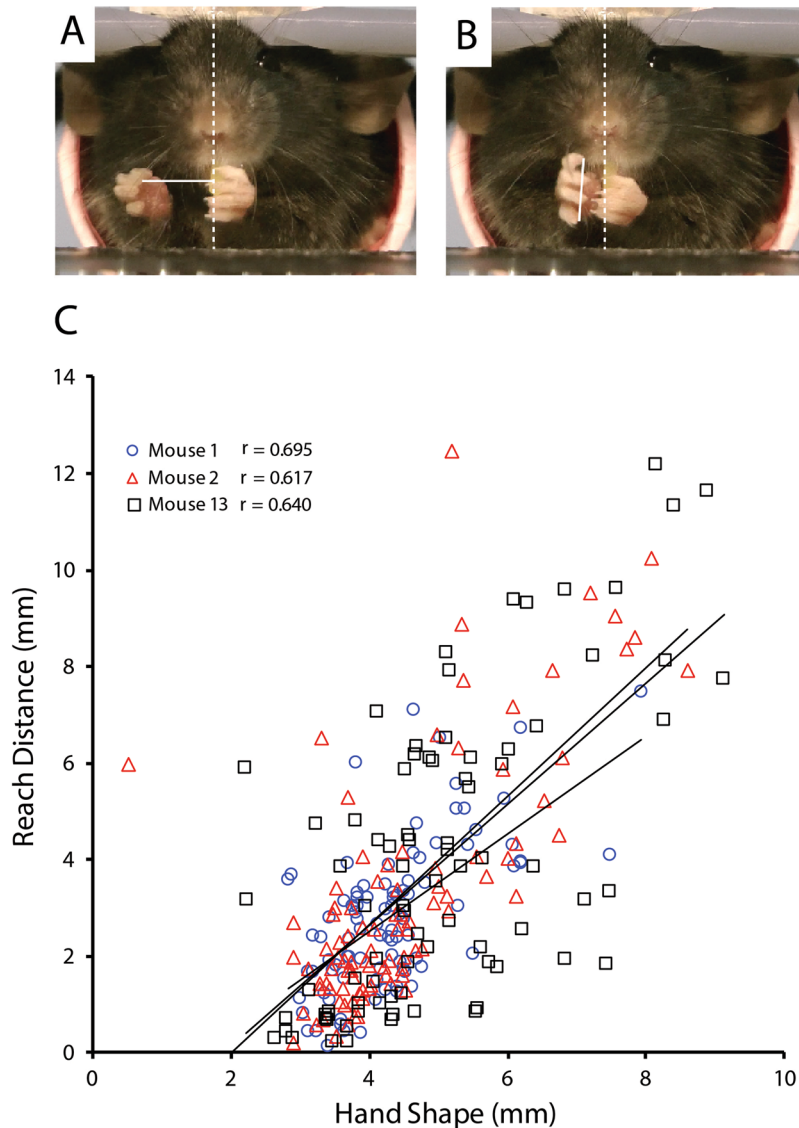 A
B
C
14
12
10
8
6
4
2
0
Reach Distance (mm)
Mouse 1 r = 0.695
Mouse 2 r = 0.617
Mouse 13 r = 0.640
0 2 4 6 8 10
Hand Shape (mm)